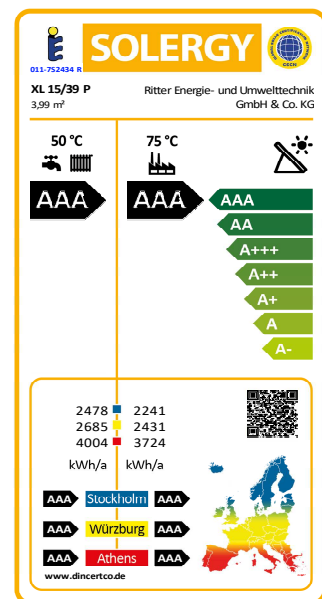 SOLERGY
011-752434 R
XL 15/39 P
3,99 m²
Ritter Energie- und Umwelttechnik
GmbH & Co. KG
50 °C
75 °C
AAA
AAA
AAA
AA
A+++
A++
A+
A
A-
2478 2241
2685 2431
4004 3724
kWh/a kWh/a
AAA Stockholm AAA
AAA Würzburg AAA
AAA Athens AAA
www.dincertco.de